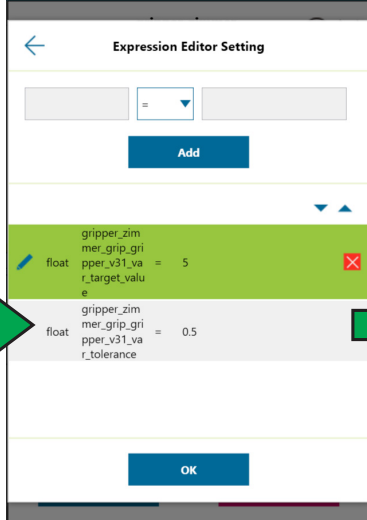 Expression Editor Setting
=
Add
gripper_zim
float mer_grip_gri
pper_v31_va = 5
r_target_valu
e
gripper_zim
float mer_grip_gri
pper_v31_va = 0.5
r_tolerance
OK